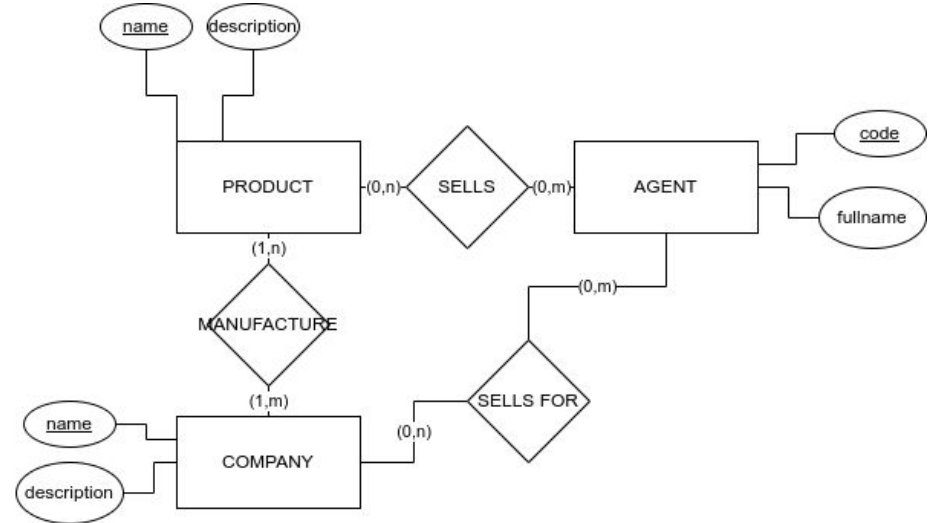 name
description
code
PRODUCT
(0,n)
SELLS
(0,m)
AGENT
fullname
(1,n)
(0,m)
MANUFACTURE
(1,m)
SELLS FOR
name
(0,n)
COMPANY
description